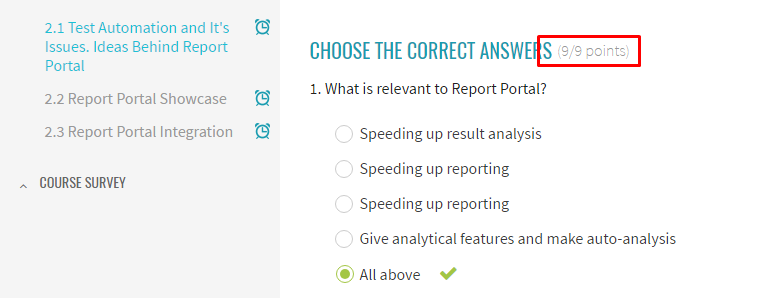 2.1 Test Automation and It's
Issues. Ideas Behind Report
Portal
2.2 Report Portal Showcase
2.3 Report Portal Integration
COURSE SURVEY
CHOOSE THE CORRECT ANSWERS (9/9 points)
1. What is relevant to Report Portal?
Speeding up result analysis
Speeding up reporting
Speeding up reporting
Give analytical features and make auto-analysis
All above